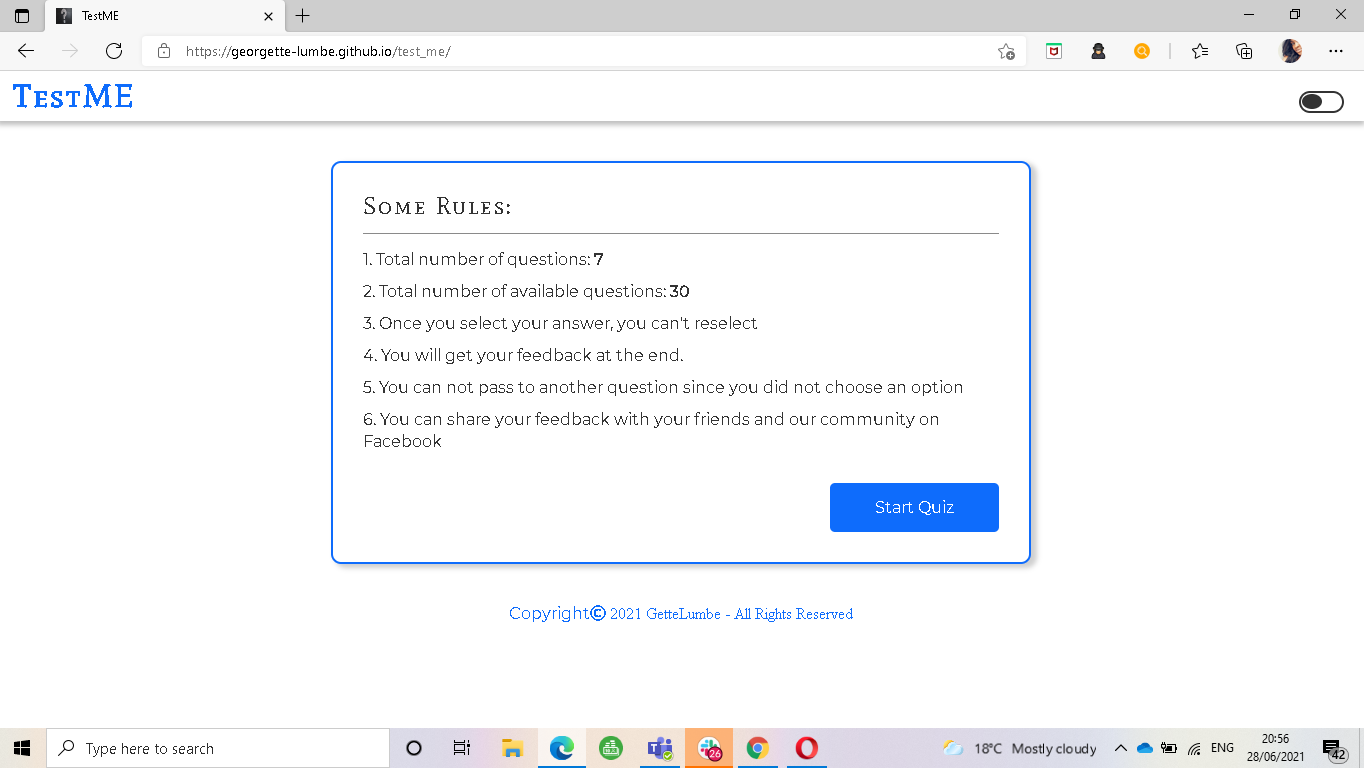 TestME
https://georgette-lumbe.github.io/test_me/
TestME
Some Rules:
1. Total number of questions: 7
2. Total number of available questions: 30
3. Once you select your answer, you can't reselect
4. You will get your feedback at the end.
5. You can not pass to another question since you did not choose an option
6. You can share your feedback with your friends and our community on
Facebook
Start Quiz
Copyright© 2021 GetteLumbe - All Rights Reserved
Type here to search
26
18°C Mostly cloudy
ENG
20:56
28/06/2021
42